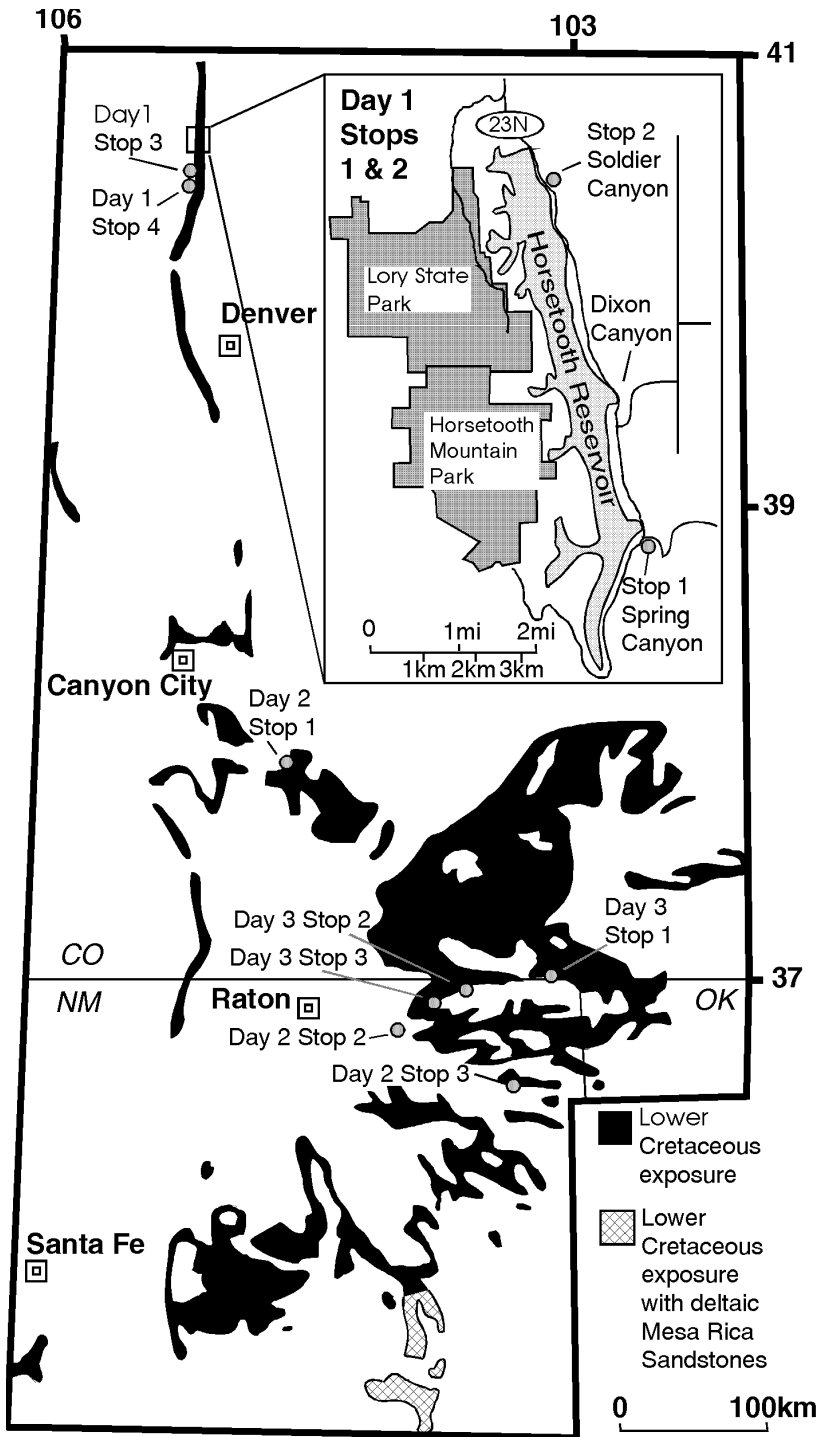 106
103
41
Day1
Stop 3
Day 1
Stop 4
Day 1
Stops
1 & 2
23N
Stop 2
Soldier
Canyon
Lory State
Park
Horsetooth Reservoir
Dixon
Canyon
Horsetooth
Mountain
Park
Stop 1
Spring
Canyon
0
1mi
2mi
1km
2km
3km
Denver
39
Canyon City
Day 2
Stop 1
Day 3 Stop 2
Day 3
Stop 1
Day 3 Stop 3
CO
37
NM
Raton
OK
Day 2 Stop 2
Day 2 Stop 3
Lower
Cretaceous
exposure
Lower
Cretaceous
exposure
with deltaic
Mesa Rica
Sandstones
Santa Fe
0
100km